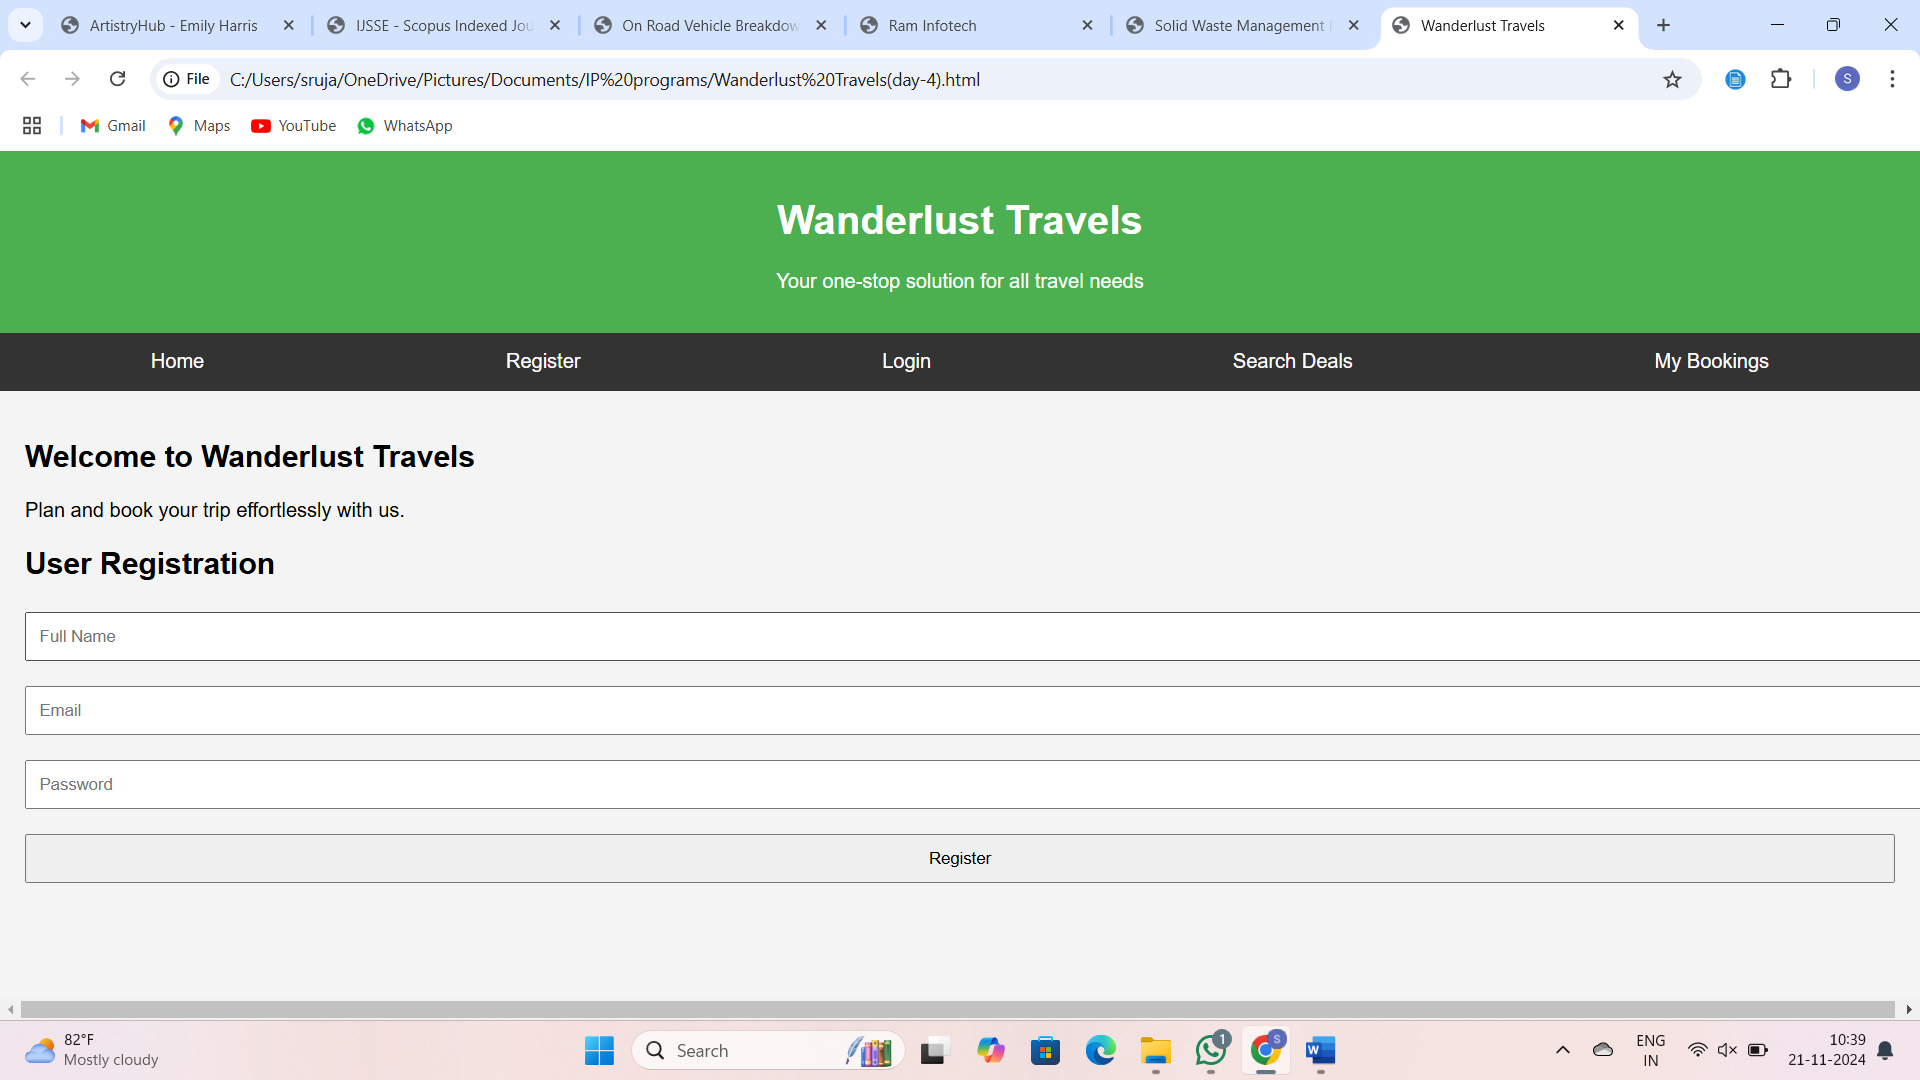 ArtistryHub - Emily Harris
IJSSE - Scopus Indexed Jou
On Road Vehicle Breakdow
Ram Infotech
Solid Waste Management
Wanderlust Travels
File C:/Users/sruja/OneDrive/Pictures/Documents/IP%20programs/Wanderlust%20Travels(day-4).html S
Gmail Maps YouTube WhatsApp
Wanderlust Travels
Your one-stop solution for all travel needs
Home Register Login Search Deals My Bookings
Welcome to Wanderlust Travels
Plan and book your trip effortlessly with us.
User Registration
Full Name
Email
Password
Register
82°F
Mostly cloudy
Search
1
S
W
ENG
IN
10:39
21-11-2024